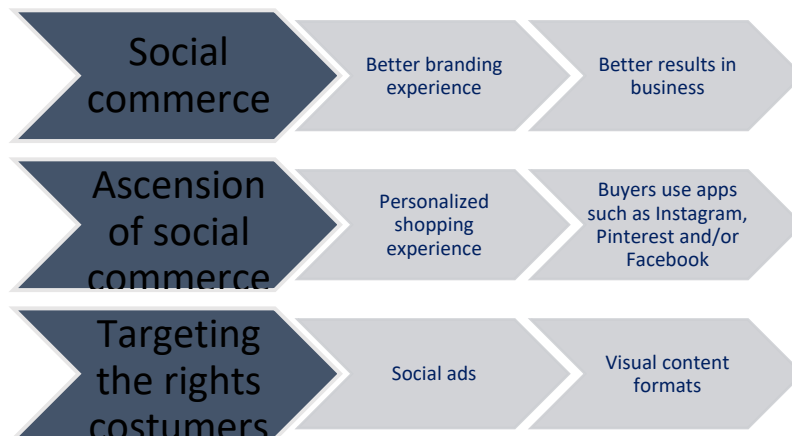 Social
commerce
Better branding
experience
Better results in
business
Ascension
of social
commerce
Personalized
shopping
experience
Buyers use apps
such as Instagram,
Pinterest and/or
Facebook
Targeting
the rights
costumers
Social ads
Visual content
formats